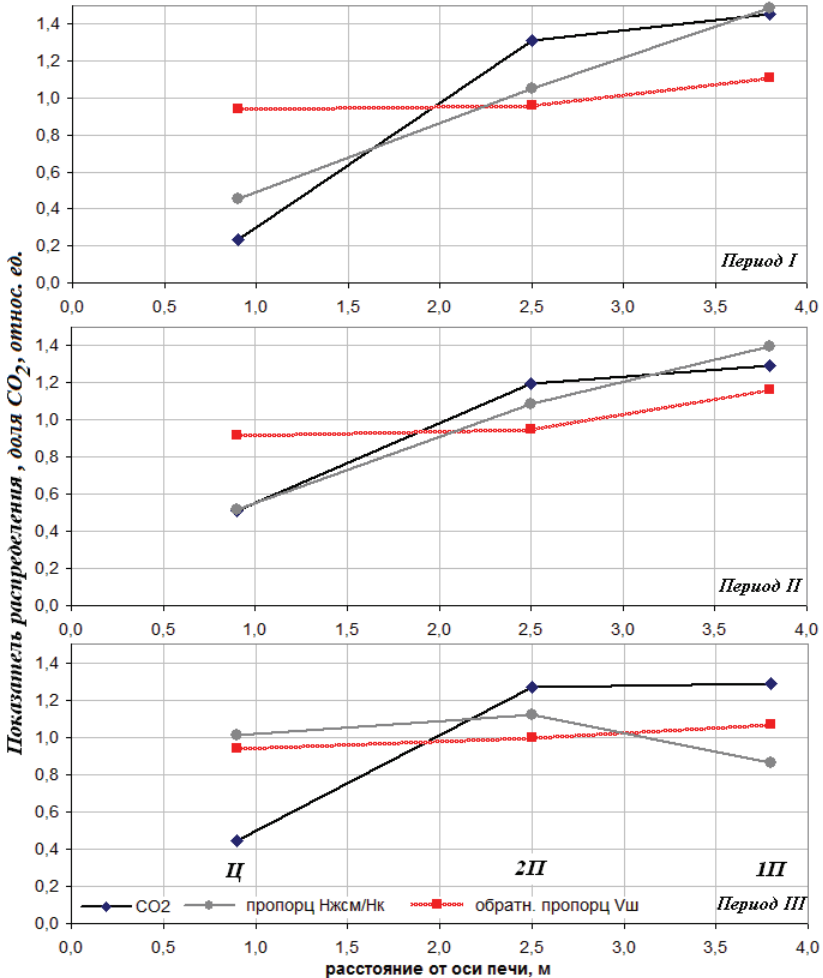 1,4
1,2
1,0
0,8
0,6
0,4
0,2
0,0
Период I
0,0 0,5 1,0 1,5 2,0 2,5 3,0 3,5 4,0
1,4
1,2
1,0
0,8
0,6
0,4
0,2
0,0
Период II
0,0 0,5 1,0 1,5 2,0 2,5 3,0 3,5 4,0
Показатель распределения , доля CO2, относ. ед.
1,4
1,2
1,0
0,8
0,6
0,4
0,2
0,0
Ц 2П 1П
CO2 пропорц Нжсм/Нк обратн. пропорц Vш
Период III
0,0 0,5 1,0 1,5 2,0 2,5 3,0 3,5 4,0
расстояние от оси печи, м